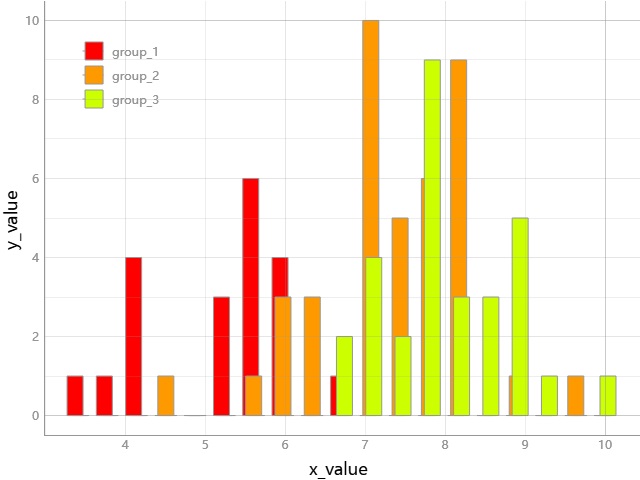 10
8
6
4
2
0
y_value
group_1
group_2
group_3
4 5 6 7 8 9 10
x_value